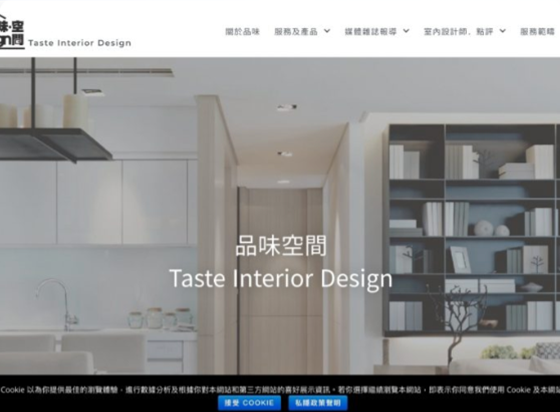 味·空
gn間
Taste Interior Design
關於品味
服務及產品
媒體雜誌報導
室內設計師．點評
服務範疇
品味空間
Taste Interior Design
Cookie 以為你提供最佳的瀏覽體驗，進行數據分析及根據你對本網站和第三方網站的喜好展示資訊。若你選擇繼續瀏覽本網站，即表示你同意我們使用 Cookie 及本網站
接受 COOKIE
私隱政策聲明